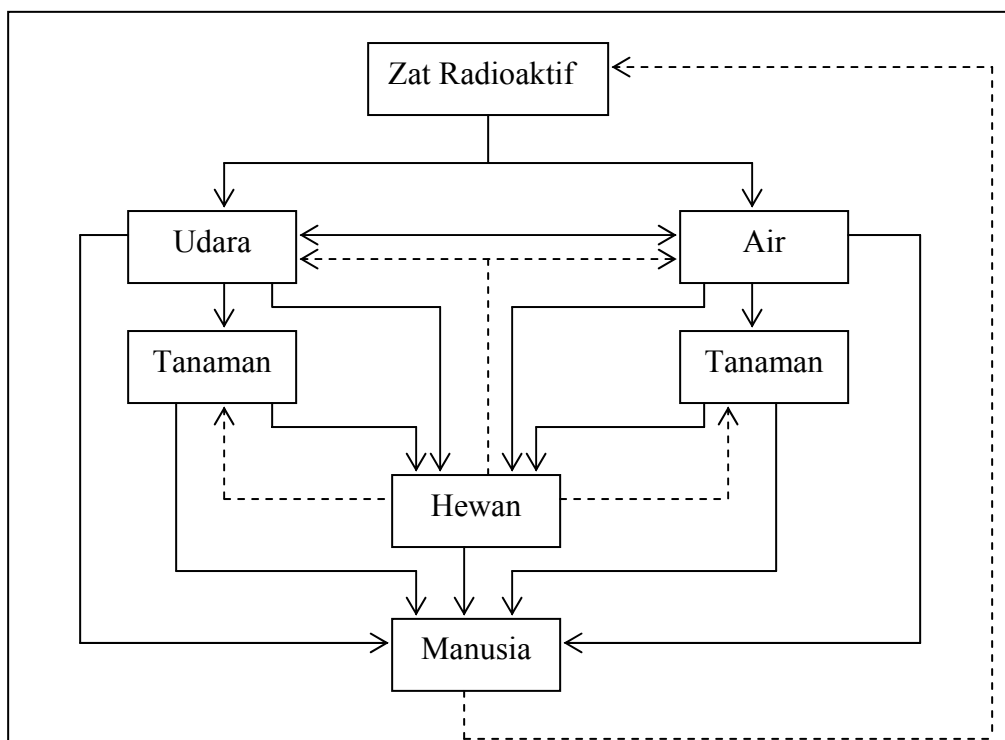 Zat Radioaktif
Udara
Air
Tanaman
Tanaman
Hewan
Manusia